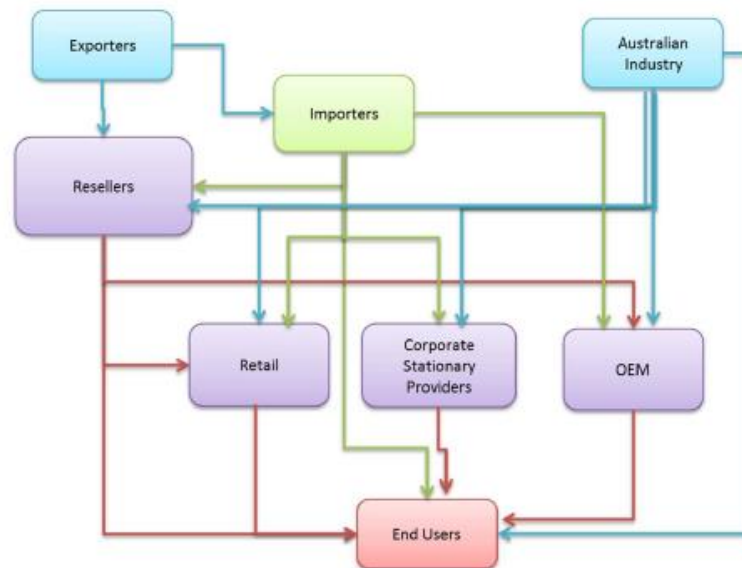 Exporters
Australian
Industry
Importers
Resellers
Retail
Corporate
Stationary
Providers
OEM
End Users